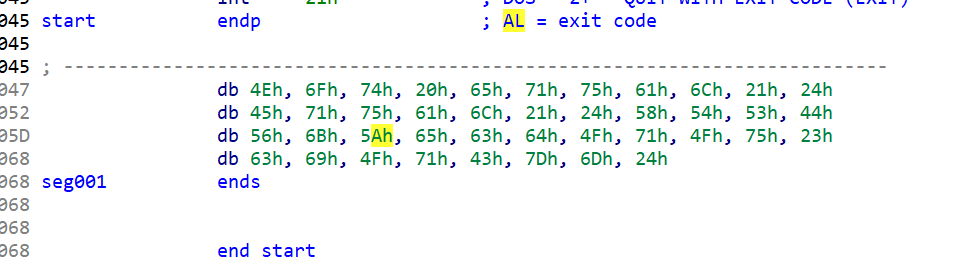 045 start endp ; AL = exit code
045
045 ; ---------------------------------------------------------------------------
047 db 4Eh, 6Fh, 74h, 20h, 65h, 71h, 75h, 61h, 6Ch, 21h, 24h
052 db 45h, 71h, 75h, 61h, 6Ch, 21h, 24h, 58h, 54h, 53h, 44h
05D db 56h, 6Bh, 5Ah, 65h, 63h, 64h, 4Fh, 71h, 4Fh, 75h, 23h
068 db 63h, 69h, 4Fh, 71h, 43h, 7Dh, 6Dh, 24h
068 seg001 ends
068
068
068 end start